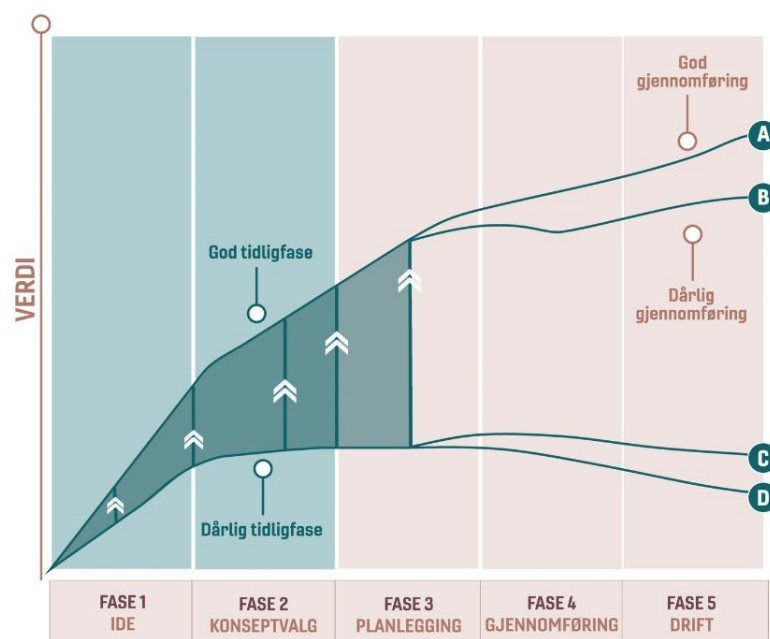 God
gjennomføring
A
B
God tidligfase
VERDI
Dårlig
gjennomføring
C
Dårlig tidligfase
D
FASE 1
IDE
FASE 2
KONSEPTVALG
FASE 3
PLANLEGGING
FASE 4
GJENNOMFØRING
FASE 5
DRIFT